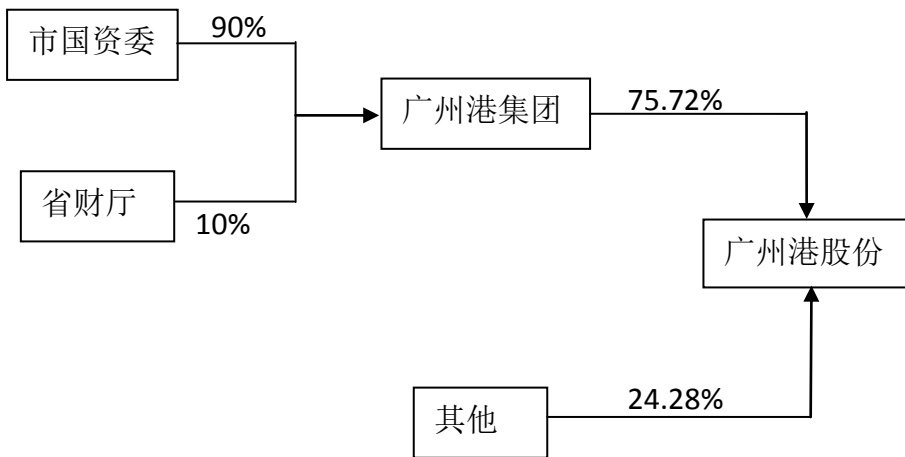 市国资委
90%
广州港集团
75.72%
省财厅
10%
广州港股份
其他
24.28%